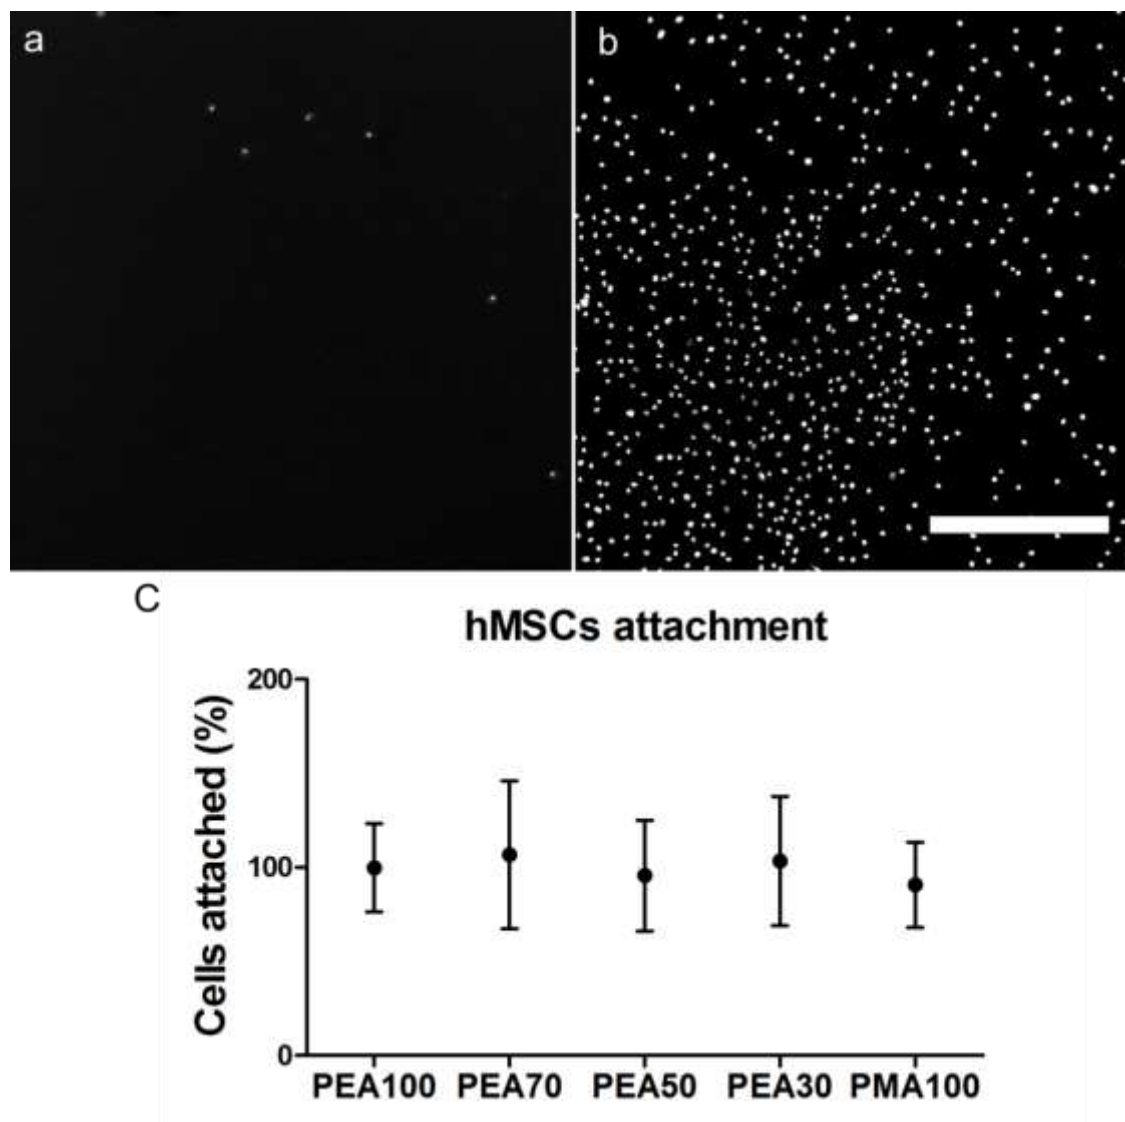 a
b
C
hMSCs attachment
Cells attached (%)
200
100
0
PEA100 PEA70 PEA50 PEA30 PMA100